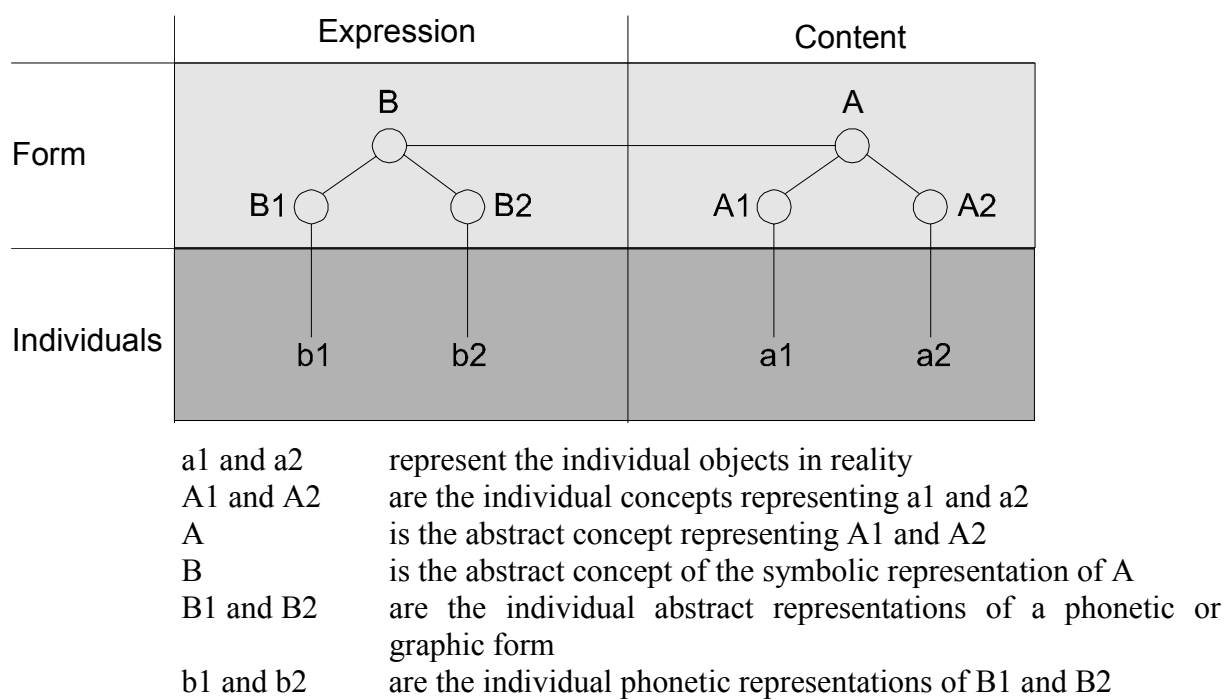 Expression Content
B A
Form
B1 B2 A1 A2
Individuals
b1 b2 a1 a2
a1 and a2 represent the individual objects in reality
A1 and A2 are the individual concepts representing a1 and a2
A is the abstract concept representing A1 and A2
B is the abstract concept of the symbolic representation of A
B1 and B2 are the individual abstract representations of a phonetic or
graphic form
b1 and b2 are the individual phonetic representations of B1 and B2